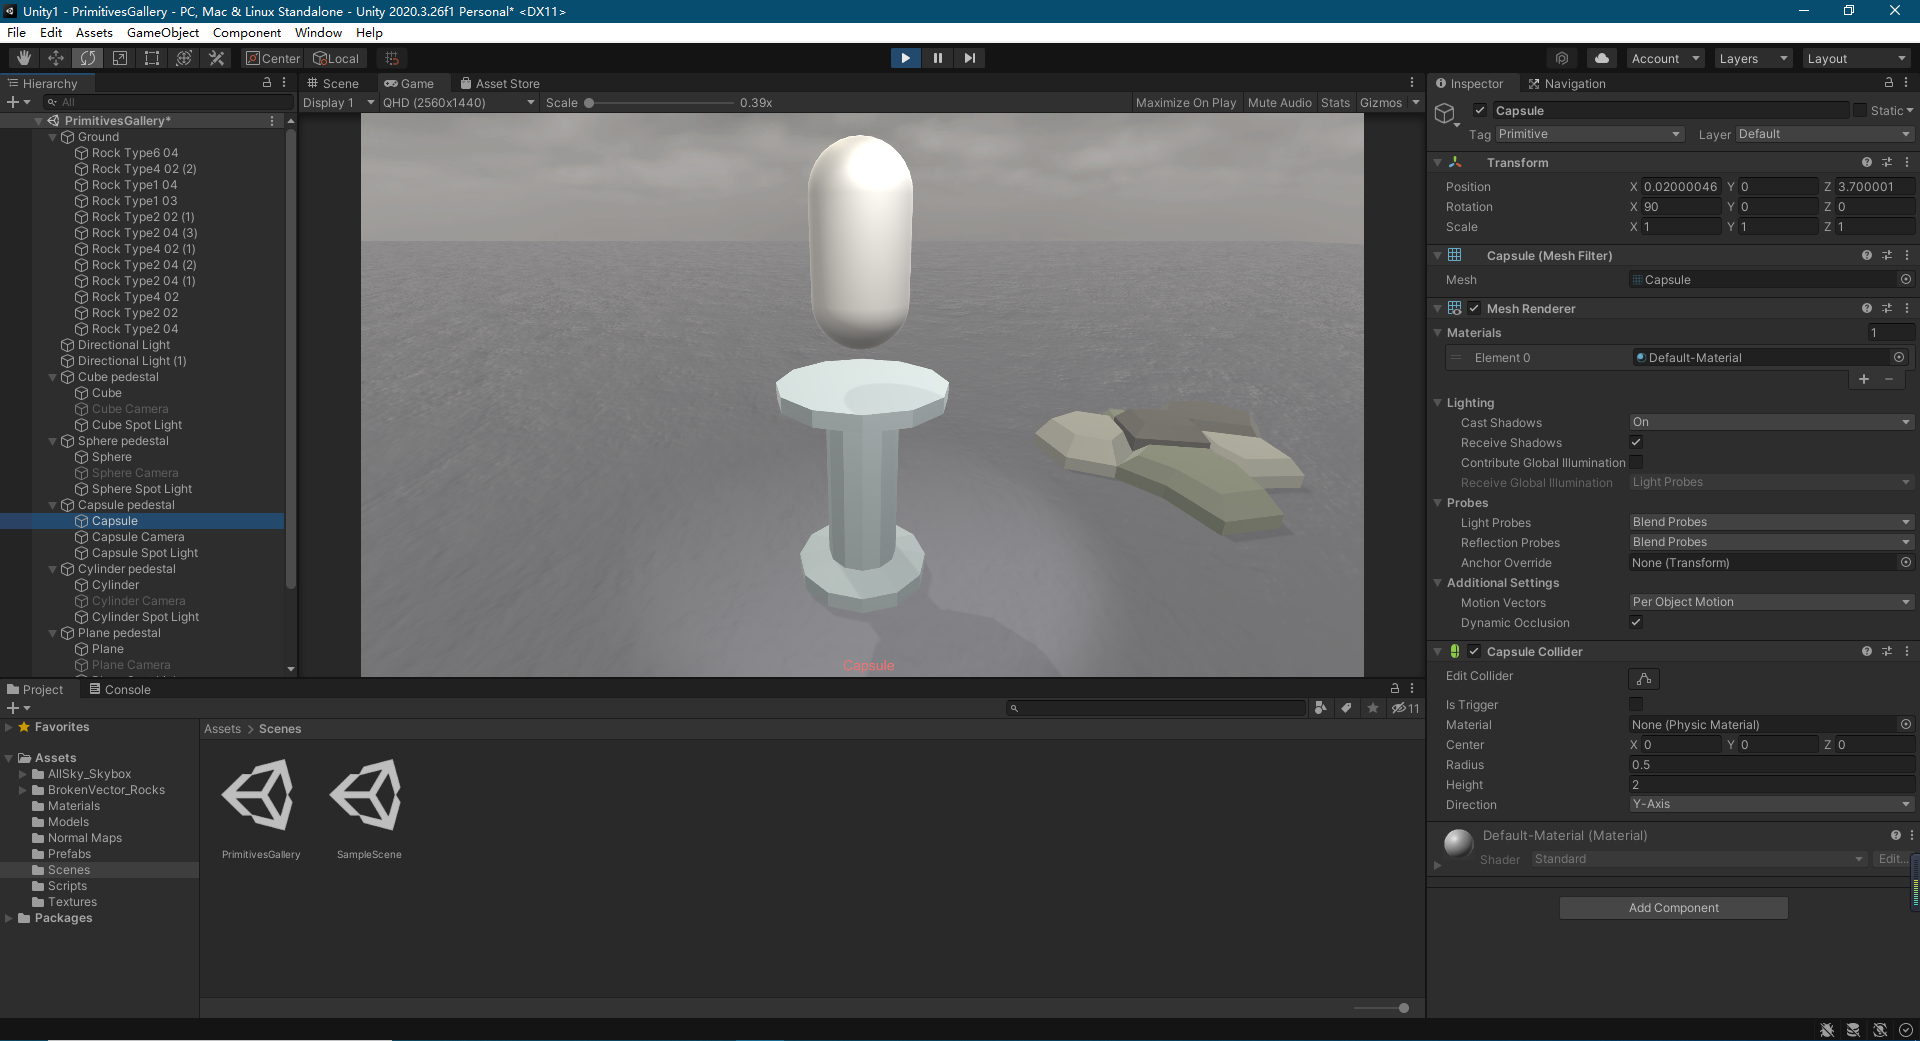 Unity1 - PrimitivesGallery - PC, Mac & Linux Standalone - Unity 2020.3.26f1 Personal* <DX11>
File Edit Assets GameObject Component Window Help
Center Local
Account Layers Layout
Hierarchy
All
PrimitivesGallery*
Ground
Rock Type6 04
Rock Type4 02 (2)
Rock Type1 04
Rock Type1 03
Rock Type2 02 (1)
Rock Type2 04 (3)
Rock Type4 02 (1)
Rock Type2 04 (2)
Rock Type2 04 (1)
Rock Type4 02
Rock Type2 02
Rock Type2 04
Directional Light
Directional Light (1)
Cube pedestal
Cube
Cube Camera
Cube Spot Light
Sphere pedestal
Sphere
Sphere Camera
Sphere Spot Light
Capsule pedestal
Capsule
Capsule Camera
Capsule Spot Light
Cylinder pedestal
Cylinder
Cylinder Camera
Cylinder Spot Light
Plane pedestal
Plane
Plane Camera
Scene Game Asset Store
Display 1 QHD (2560x1440) Scale 0.39x Maximize On Play Mute Audio Stats Gizmos
Capsule
Inspector Navigation
Capsule Static
Tag Primitive Layer Default
Transform
Position X 0.02000046 Y 0 Z 3.700001
Rotation X 90 Y 0 Z 0
Scale X 1 Y 1 Z 1
Capsule (Mesh Filter)
Mesh Capsule
Mesh Renderer
Materials 1
Element 0 Default-Material
Lighting
Cast Shadows On
Receive Shadows
Contribute Global Illumination
Receive Global Illumination Light Probes
Probes
Light Probes Blend Probes
Reflection Probes Blend Probes
Anchor Override None (Transform)
Additional Settings
Motion Vectors Per Object Motion
Dynamic Occlusion
Capsule Collider
Edit Collider
Is Trigger
Material None (Physic Material)
Center X 0 Y 0 Z 0
Radius 0.5
Height 2
Direction Y-Axis
Default-Material (Material)
Shader Standard Edit...
Add Component
Project Console
11
Favorites
Assets
AllSky_Skybox
BrokenVector_Rocks
Materials
Models
Normal Maps
Prefabs
Scenes
Scripts
Textures
Packages
Assets > Scenes
PrimitivesGallery SampleScene